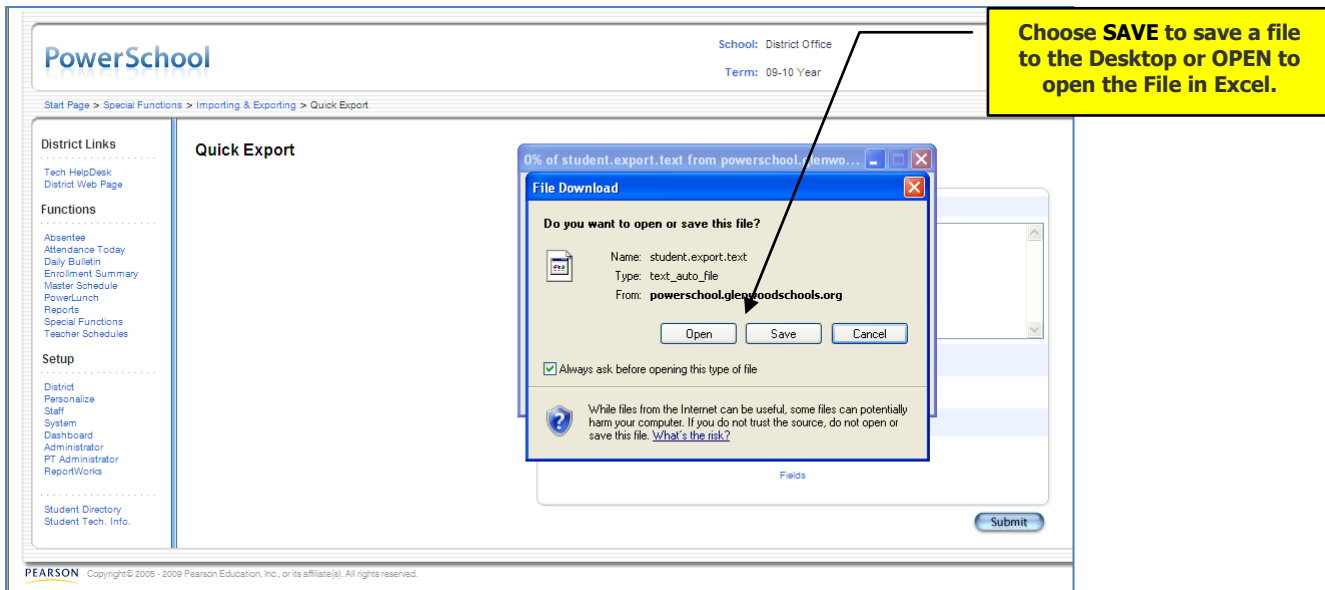 PowerSchool
School: District Office
Term: 09-10 Year
Choose SAVE to save a file
to the Desktop or OPEN to
open the File in Excel.
Start Page > Special Functions > Importing & Exporting > Quick Export
District Links
Tech HelpDesk
District Web Page
Functions
Absentee
Attendance Today
Daily Bulletin
Enrollment Summary
Master Schedule
PowerLunch
Reports
Special Functions
Teacher Schedules
Setup
District
Personalize
Staff
System
Dashboard
Administrator
PT Administrator
ReportWorks
Student Directory
Student Tech. Info.
Quick Export
0% of student.export.text from powerschool.glenwo...
File Download
Do you want to open or save this file?
Name: student.export.text
Type: text_auto_file
From: powerschool.glenwoodschools.org
Open Save Cancel
Always ask before opening this type of file
While files from the Internet can be useful, some files can potentially
harm your computer. If you do not trust the source, do not open or
save this file. What's the risk?
Fields
Submit
PEARSON Copyright© 2005 - 2009 Pearson Education, Inc., or its affiliate(s). All rights reserved.